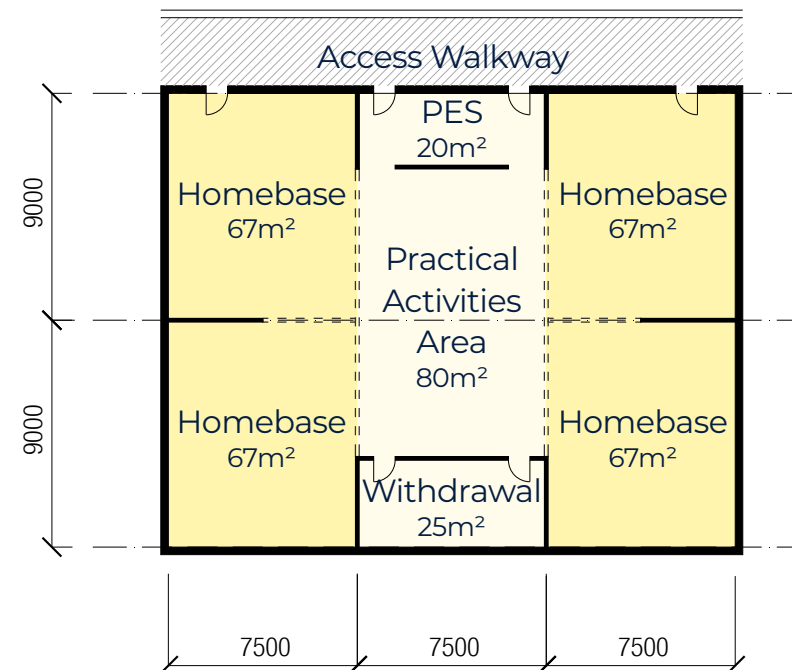 Access Walkway
PES
20m²
Homebase
67m²
Homebase
67m²
9000
Practical
Activities
Area
80m²
Homebase
67m²
Homebase
67m²
9000
Withdrawal
25m²
7500
7500
7500